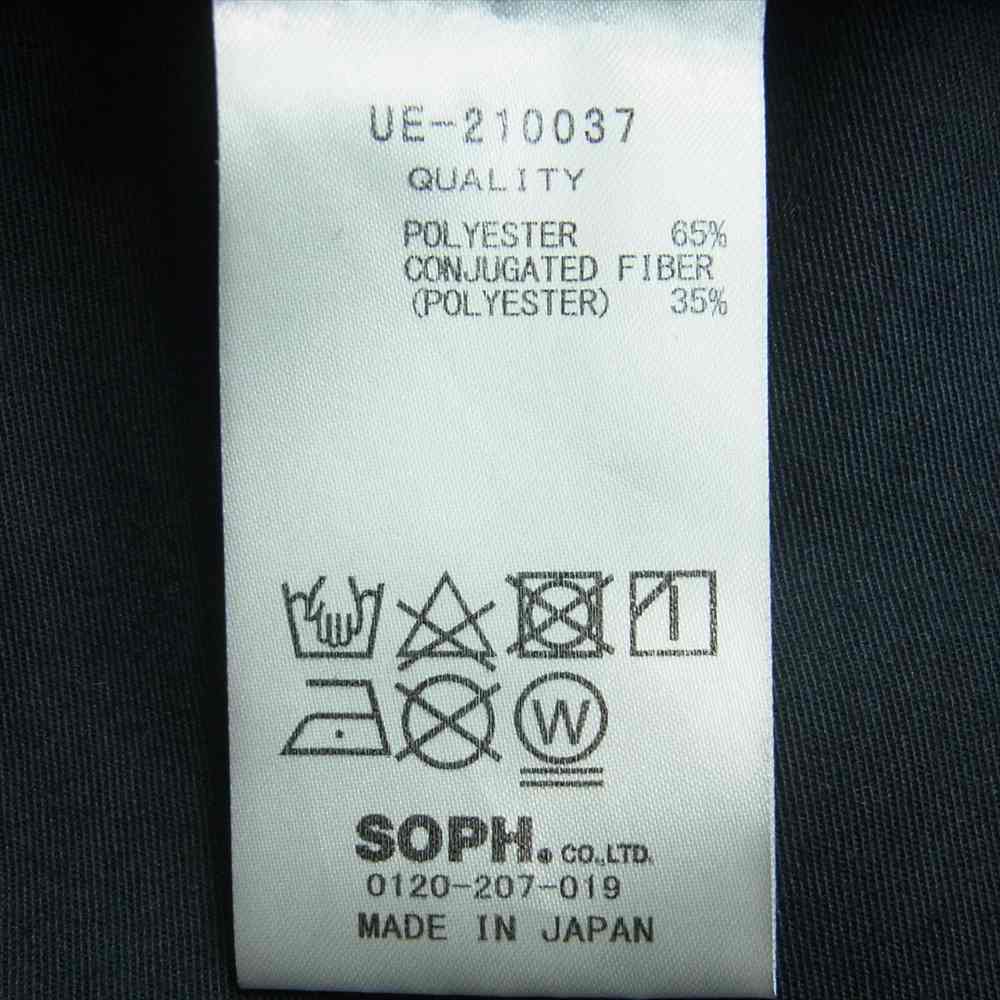 UE-210037
QUALITY
POLYESTER 65%
CONJUGATED FIBER
(POLYESTER) 35%
W
SOPH.® CO.,LTD.
0120-207-019
MADE IN JAPAN